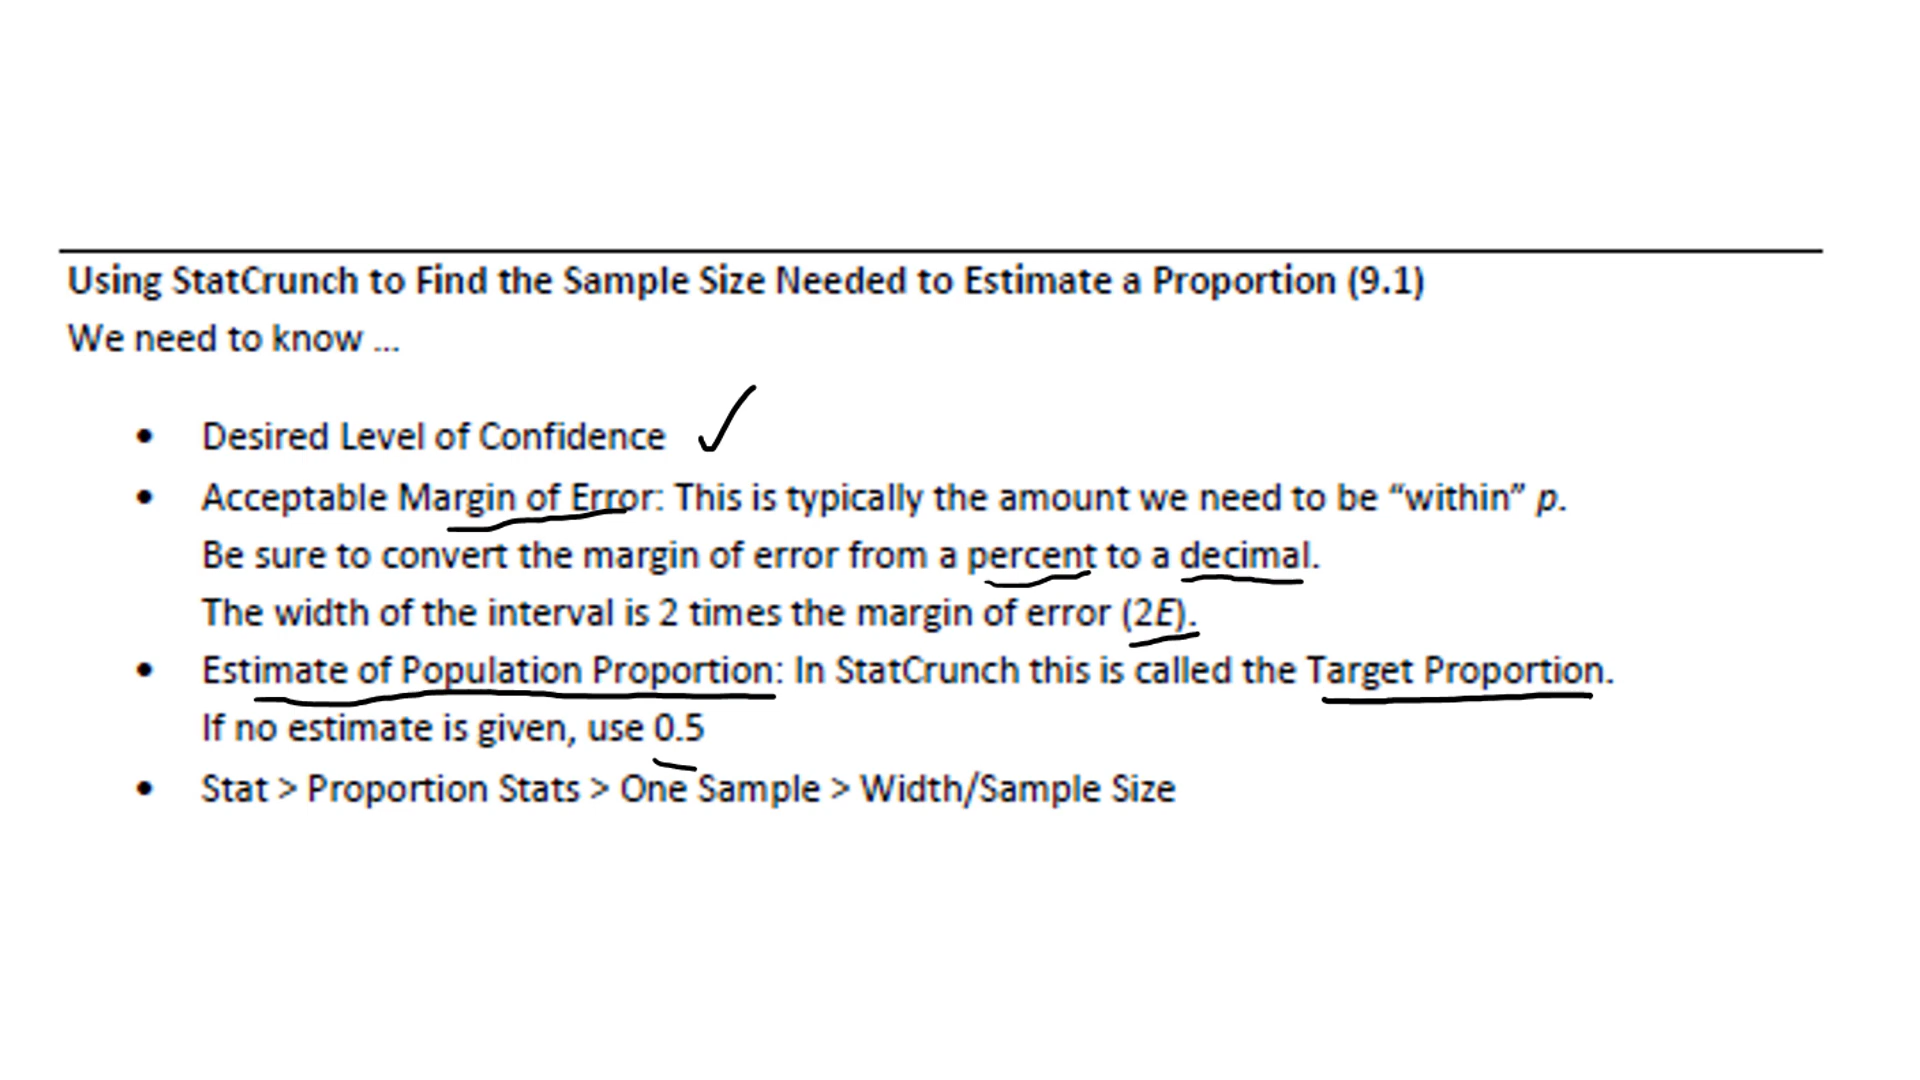 Using StatCrunch to Find the Sample Size Needed to Estimate a Proportion (9.1)
We need to know ...
• Desired Level of Confidence ✓
• Acceptable Margin of Error: This is typically the amount we need to be “within” p.
Be sure to convert the margin of error from a percent to a decimal.
The width of the interval is 2 times the margin of error (2E).
• Estimate of Population Proportion: In StatCrunch this is called the Target Proportion.
If no estimate is given, use 0.5
• Stat > Proportion Stats > One Sample > Width/Sample Size